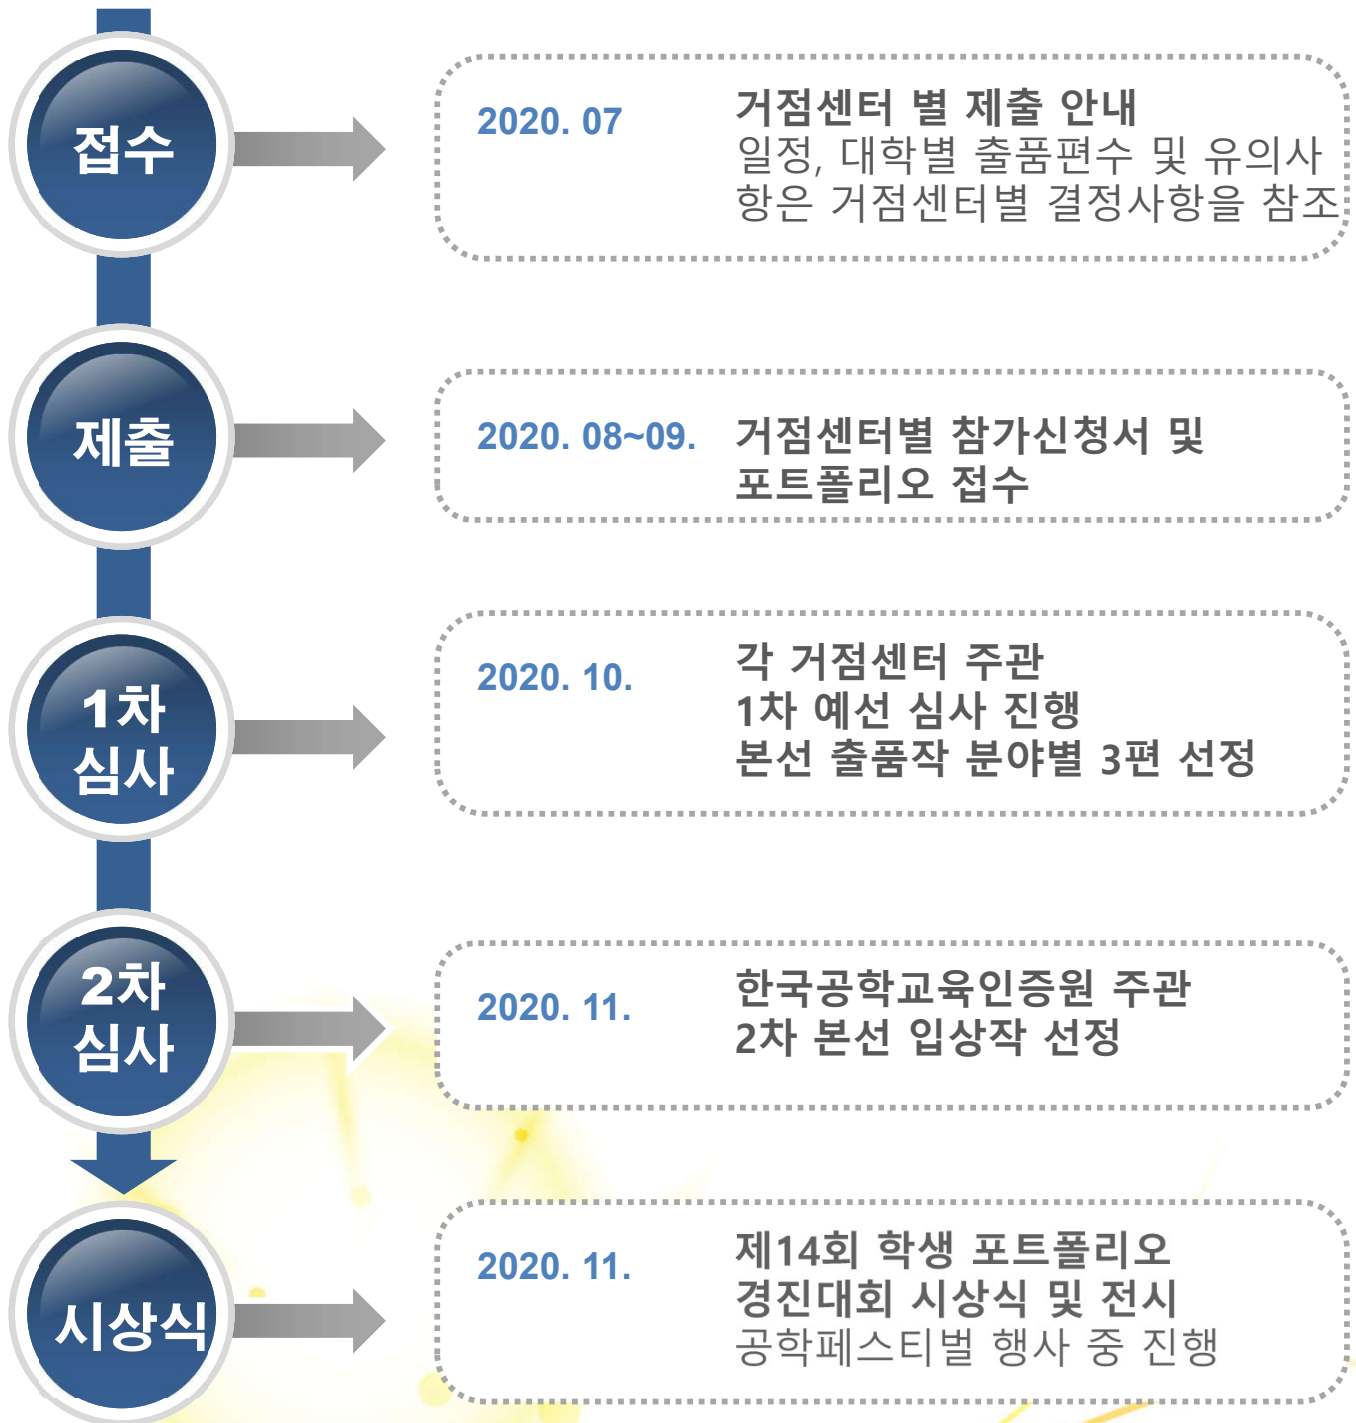 접수
2020. 07
거점센터 별 제출 안내
일정, 대학별 출품편수 및 유의사
항은 거점센터별 결정사항을 참조
제출
2020. 08~09.
거점센터별 참가신청서 및
포트폴리오 접수
1차
심사
2020. 10.
각 거점센터 주관
1차 예선 심사 진행
본선 출품작 분야별 3편 선정
2차
심사
2020. 11.
한국공학교육인증원 주관
2차 본선 입상작 선정
시상식
2020. 11.
제14회 학생 포트폴리오
경진대회 시상식 및 전시
공학페스티벌 행사 중 진행